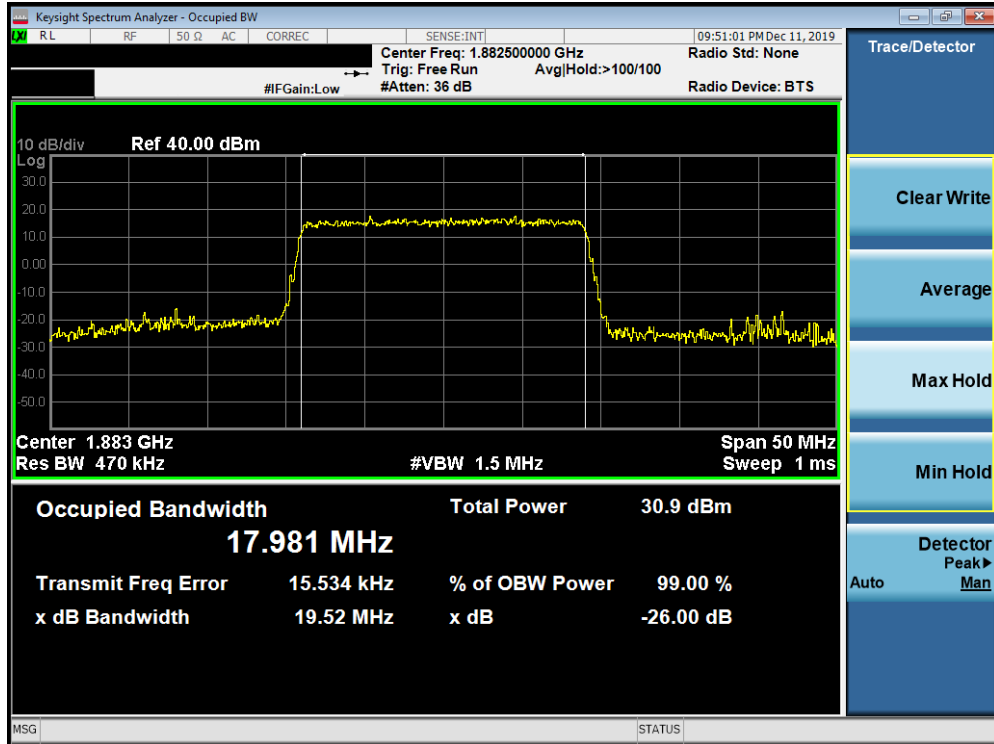 Keysight Spectrum Analyzer - Occupied BW
LXI RL RF 50 Ω AC CORREC SENSE:INT 09:51:01 PM Dec 11, 2019
Center Freq: 1.882500000 GHz Radio Std: None
Trig: Free Run Avg|Hold:>100/100
#IFGain:Low #Atten: 36 dB Radio Device: BTS
10 dB/div Ref 40.00 dBm
Log
30.0
20.0
10.0
0.00
-10.0
-20.0
-30.0
-40.0
-50.0
Center 1.883 GHz Span 50 MHz
Res BW 470 kHz #VBW 1.5 MHz Sweep 1 ms
Occupied Bandwidth Total Power 30.9 dBm
17.981 MHz
Transmit Freq Error 15.534 kHz % of OBW Power 99.00 %
x dB Bandwidth 19.52 MHz x dB -26.00 dB
MSG STATUS
Trace/Detector
Clear Write
Average
Max Hold
Min Hold
Detector
Peak▶
Auto Man